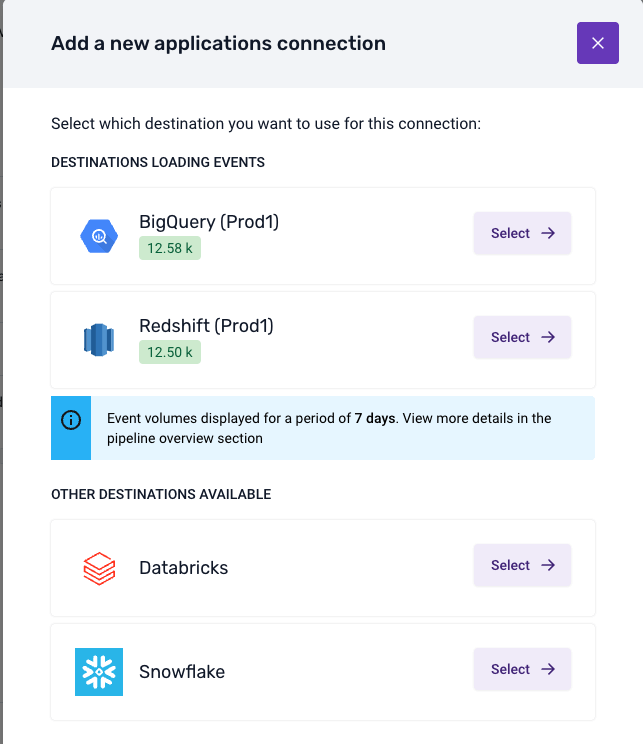 Add a new applications connection
Select which destination you want to use for this connection:
DESTINATIONS LOADING EVENTS
BigQuery (Prod1)
12.58 k
Select
Redshift (Prod1)
12.50 k
Select
Event volumes displayed for a period of 7 days. View more details in the
pipeline overview section
OTHER DESTINATIONS AVAILABLE
Databricks
Select
Snowflake
Select